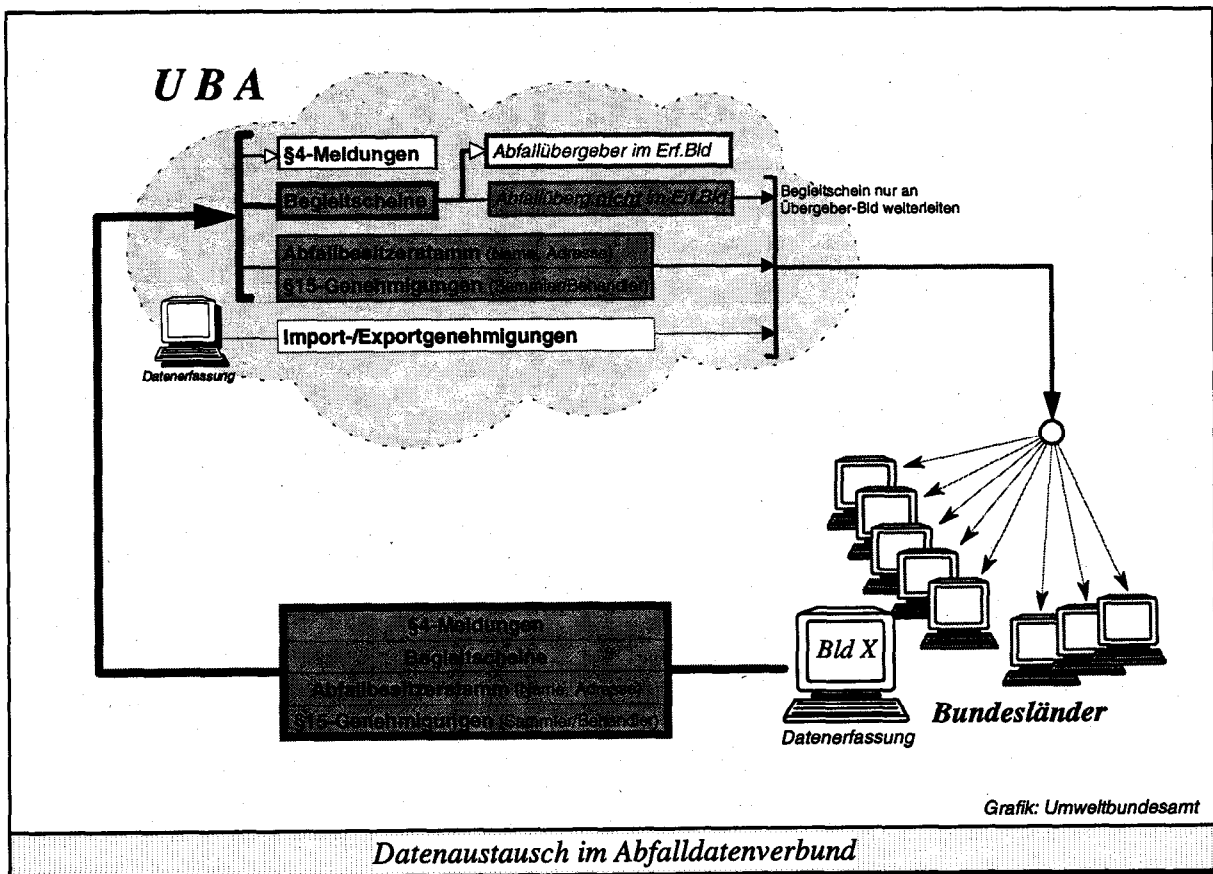 UBA
§4-Meldungen
Abfallübergeber im Erf.Bld
Begleitscheine
Abfallüberg.nicht im Erf.Bld
Begleitschein nur an
Übergeber-Bld weiterleiten
Abfallbesitzerstamm (Name, Adresse)
§15-Genehmigungen (Sammler/Behandler)
Import-/Exportgenehmigungen
Datenerfassung
§4-Meldungen
Begleitscheine
Abfallbesitzerstamm (Name, Adresse)
§15-Genehmigungen (Sammler/Behandler)
Bld X
Bundesländer
Datenerfassung
Grafik: Umweltbundesamt
Datenaustausch im Abfalldatenverbund